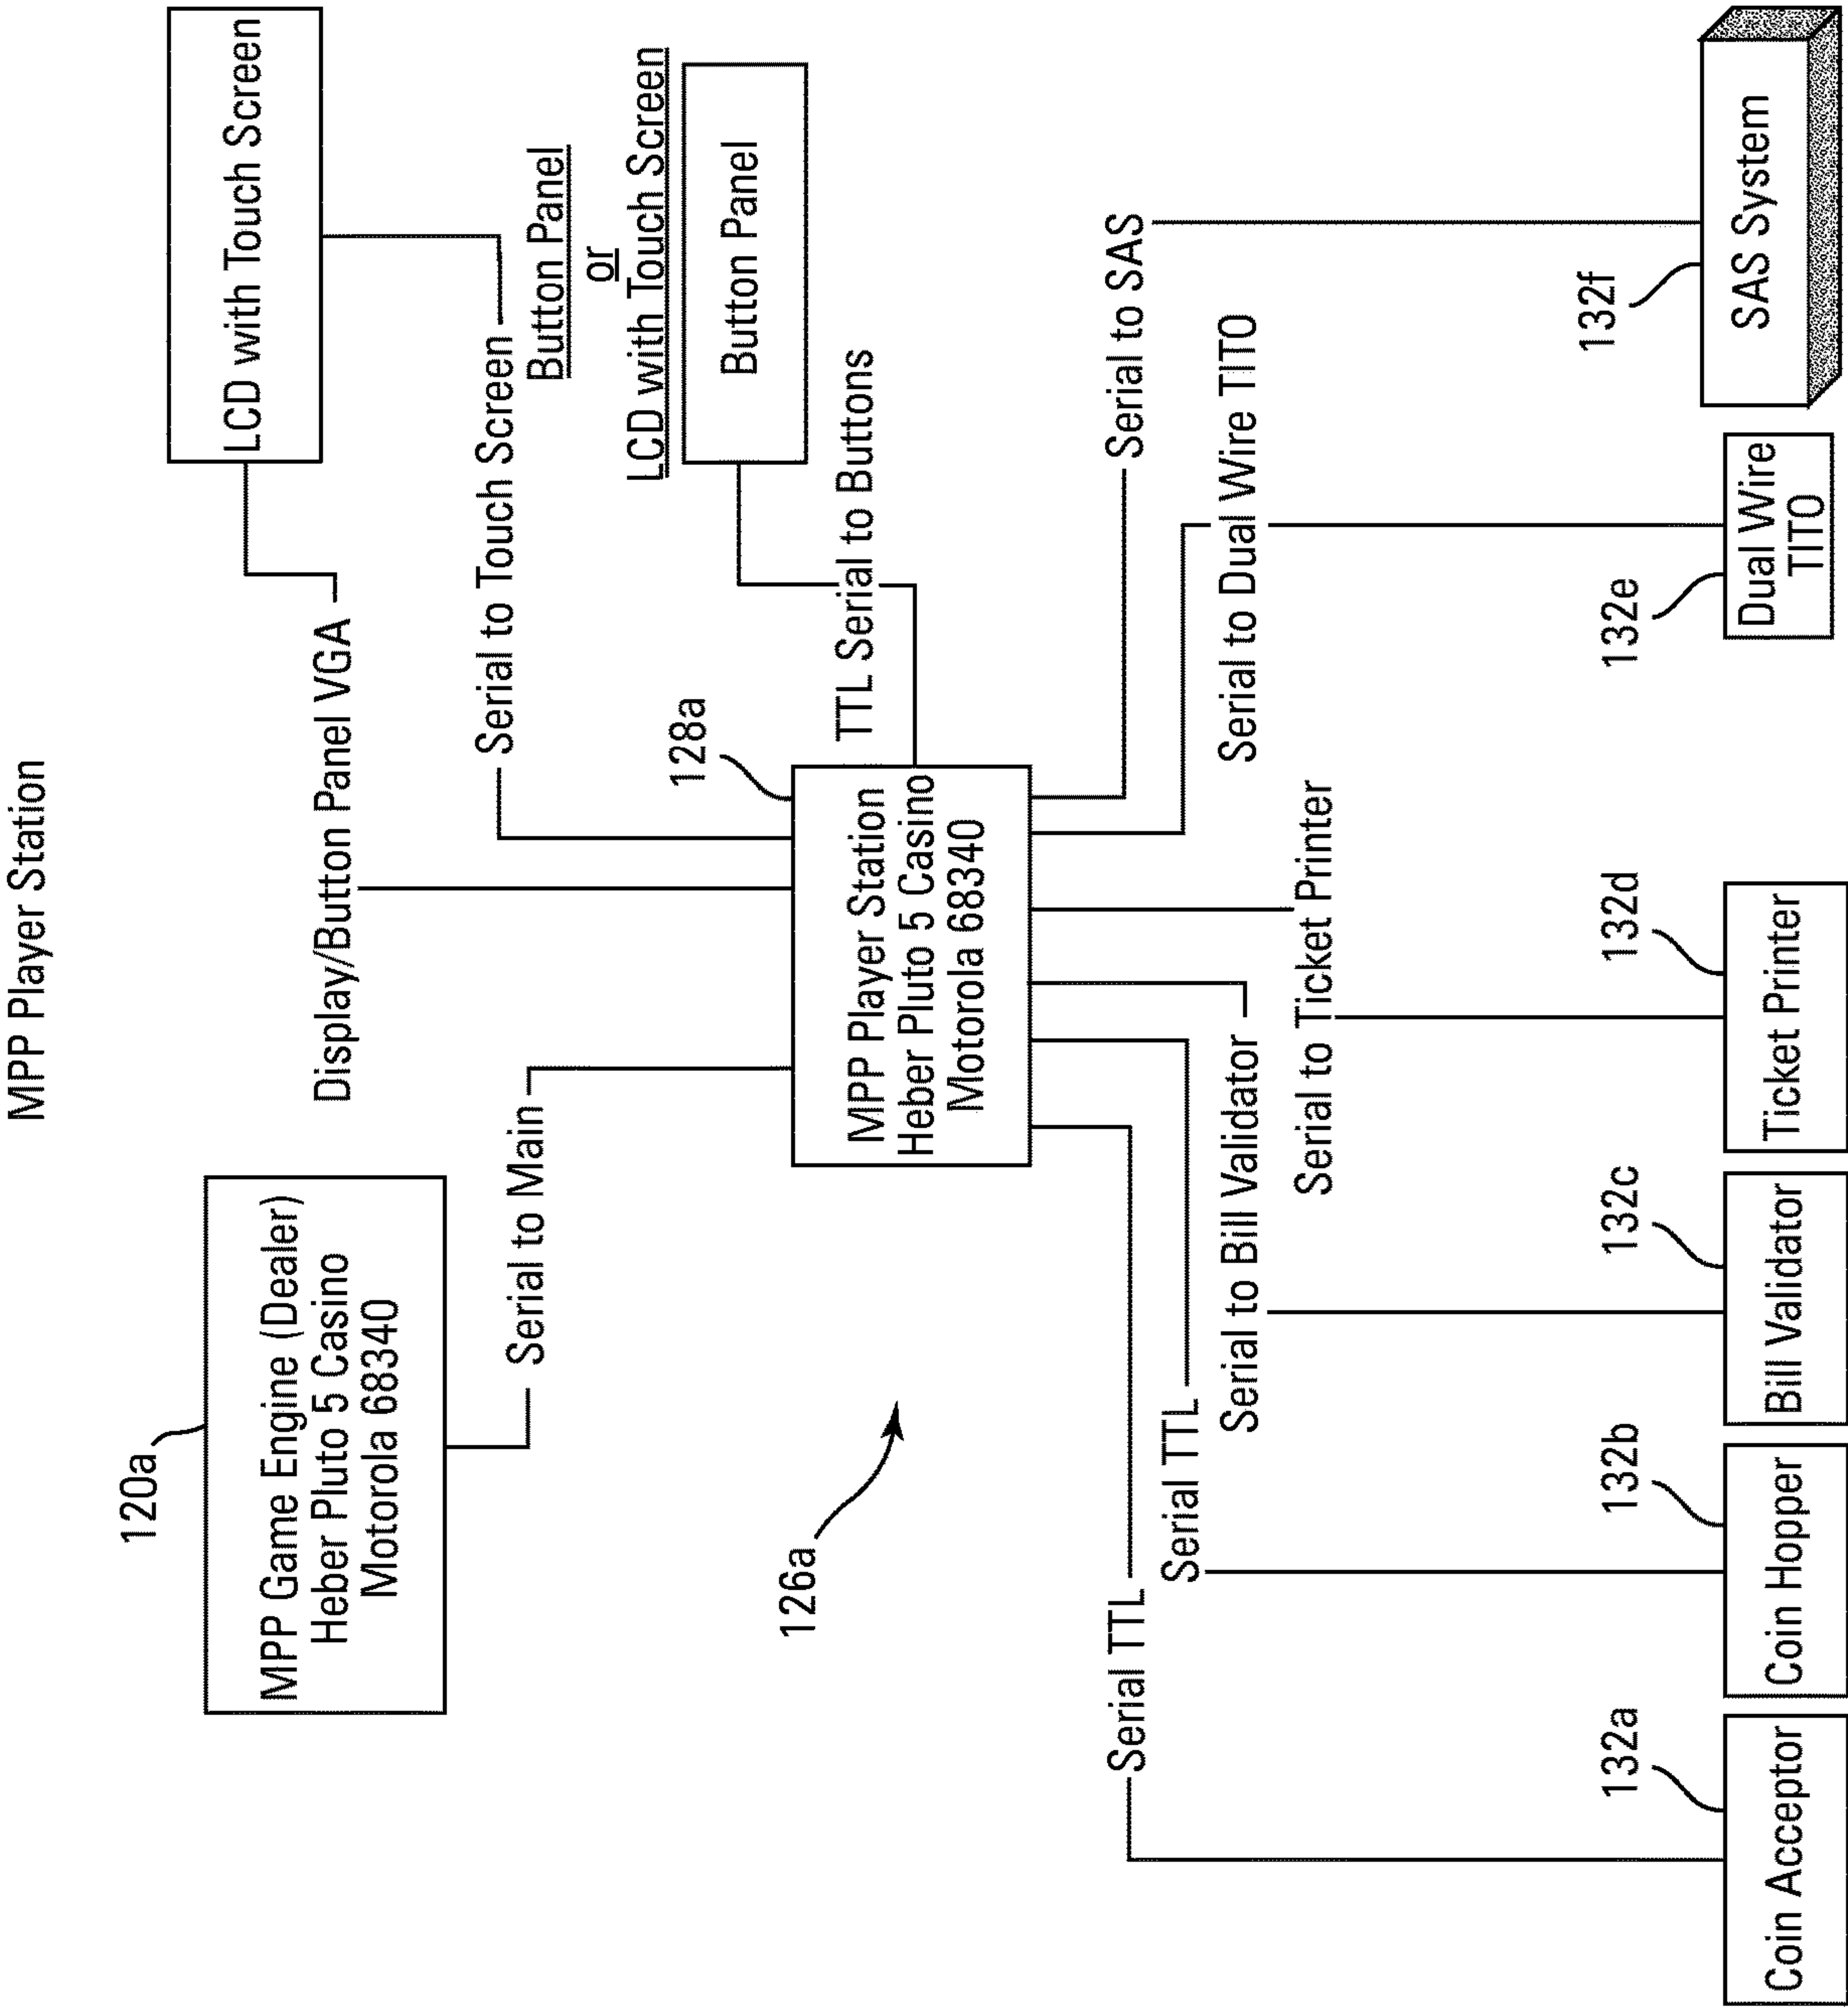 MPP Player Station
120a
MPP Game Engine (Dealer)
Heber Pluto 5 Casino
Motorola 68340
LCD with Touch Screen
Display/Button Panel VGA
Serial to Main
Serial to Touch Screen
Button Panel
or
LCD with Touch Screen
Button Panel
128a
TTL Serial to Buttons
126a
MPP Player Station
Heber Pluto 5 Casino
Motorola 68340
Serial TTL
Serial TTL
Serial to Bill Validator
Serial to Ticket Printer
Serial to Dual Wire TITO
Serial to SAS
132a
Coin Acceptor
132b
Coin Hopper
132c
Bill Validator
132d
Ticket Printer
132e
Dual Wire
TITO
132f
SAS System